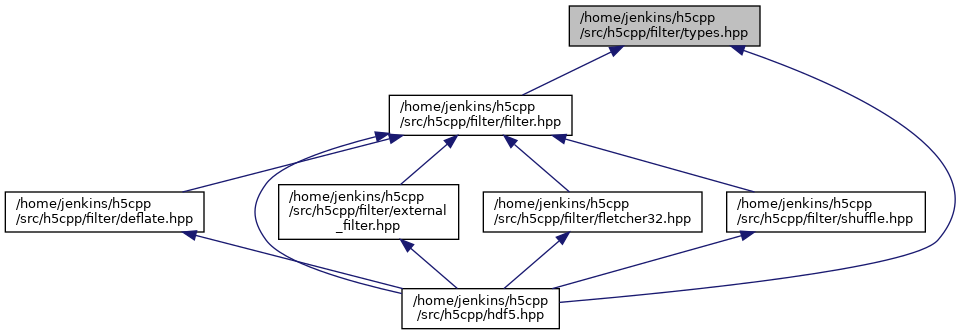 /home/jenkins/h5cpp
/src/h5cpp/filter/types.hpp
/home/jenkins/h5cpp
/src/h5cpp/filter/filter.hpp
/home/jenkins/h5cpp
/src/h5cpp/filter/deflate.hpp
/home/jenkins/h5cpp
/src/h5cpp/filter/external
_filter.hpp
/home/jenkins/h5cpp
/src/h5cpp/filter/fletcher32.hpp
/home/jenkins/h5cpp
/src/h5cpp/filter/shuffle.hpp
/home/jenkins/h5cpp
/src/h5cpp/hdf5.hpp